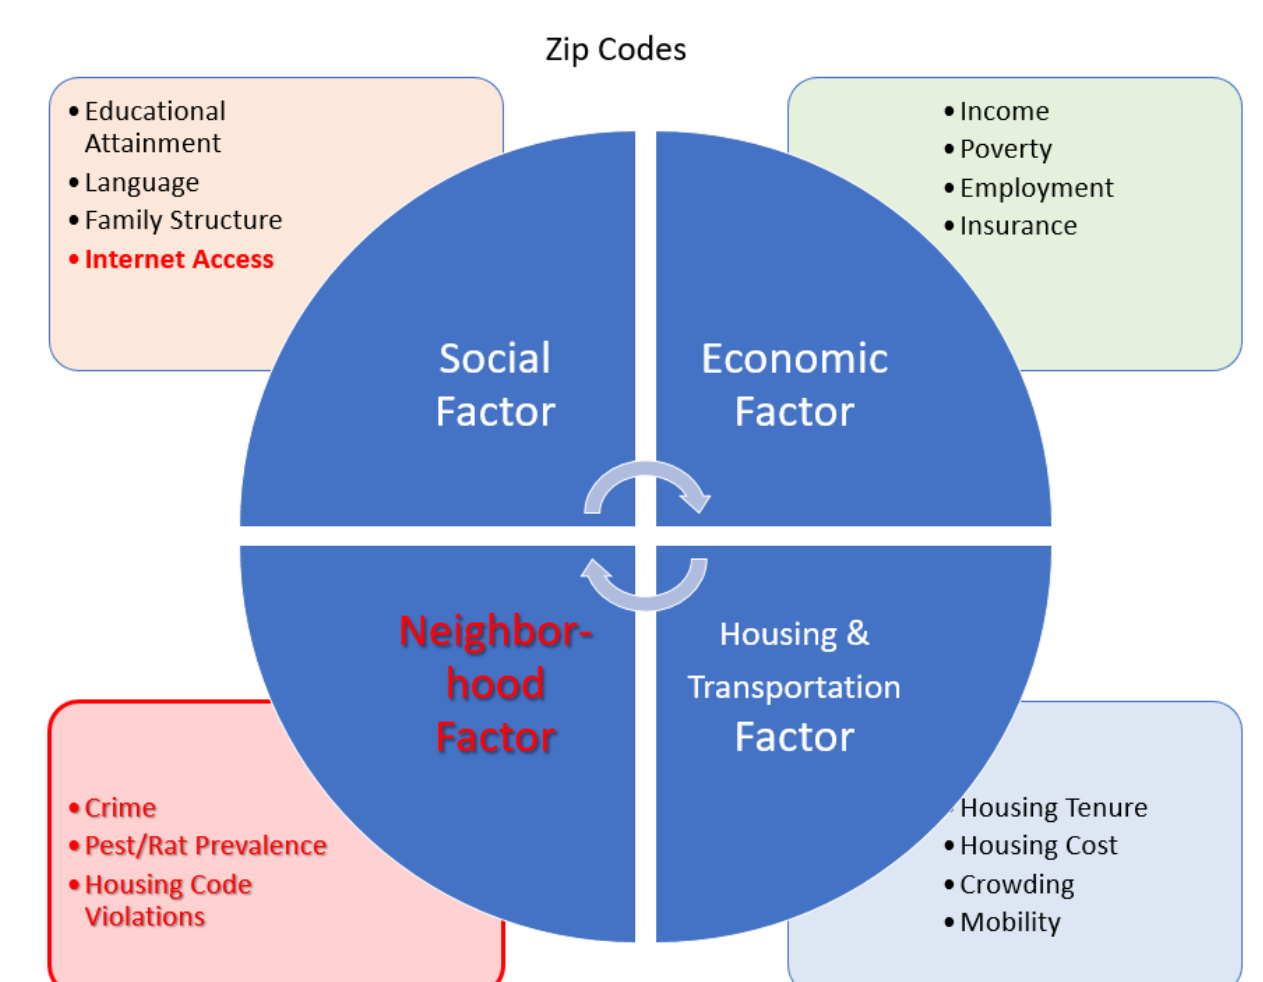 Zip Codes
• Educational
Attainment
• Language
• Family Structure
• Internet Access
• Income
• Poverty
• Employment
• Insurance
Social
Factor
Economic
Factor
Neighbor-
hood
Factor
Housing &
Transportation
Factor
• Crime
• Pest/Rat Prevalence
• Housing Code
Violations
• Housing Tenure
• Housing Cost
• Crowding
• Mobility